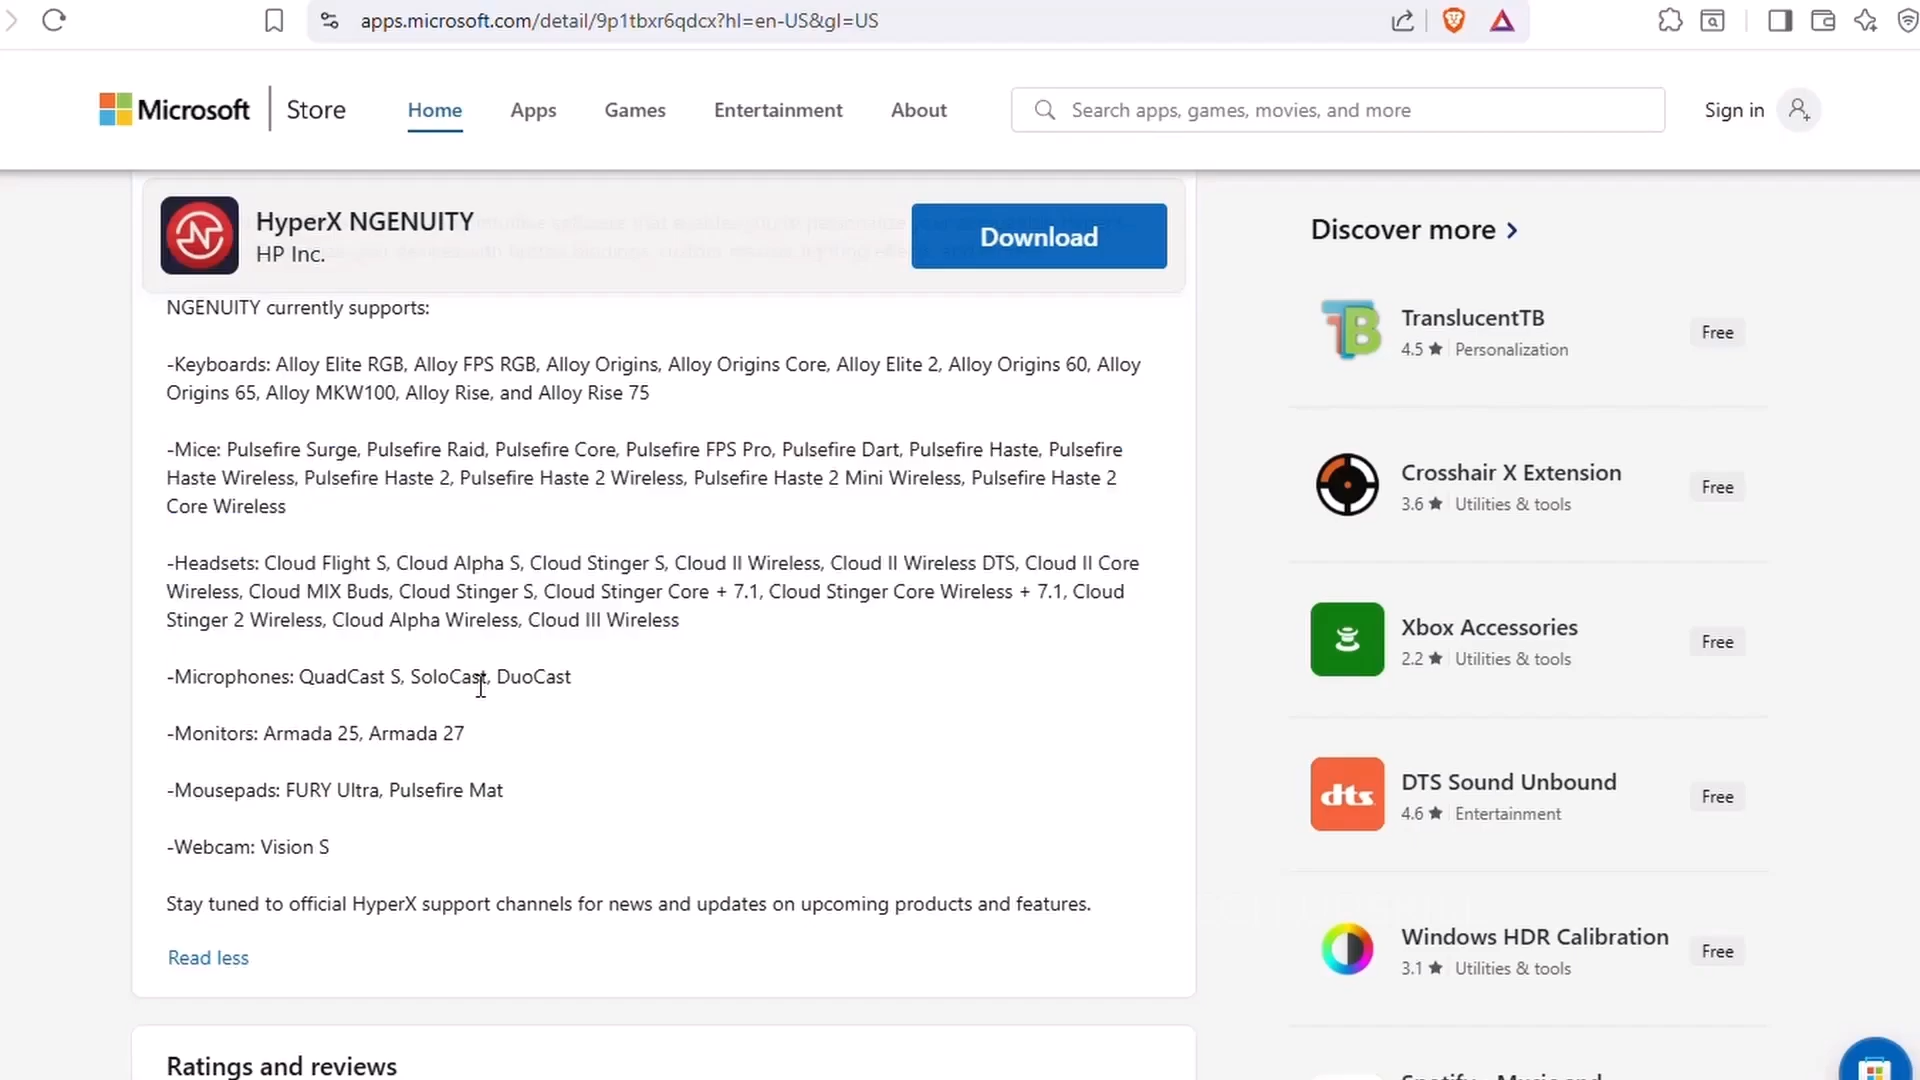 apps.microsoft.com/detail/9p1tbxr6qdcx?hl=en-US&gl=US
Microsoft Store Home Apps Games Entertainment About Search apps, games, movies, and more Sign in
HyperX NGENUITY
HP Inc.
Download
NGENUITY currently supports:
-Keyboards: Alloy Elite RGB, Alloy FPS RGB, Alloy Origins, Alloy Origins Core, Alloy Elite 2, Alloy Origins 60, Alloy
Origins 65, Alloy MKW100, Alloy Rise, and Alloy Rise 75
-Mice: Pulsefire Surge, Pulsefire Raid, Pulsefire Core, Pulsefire FPS Pro, Pulsefire Dart, Pulsefire Haste, Pulsefire
Haste Wireless, Pulsefire Haste 2, Pulsefire Haste 2 Wireless, Pulsefire Haste 2 Mini Wireless, Pulsefire Haste 2
Core Wireless
-Headsets: Cloud Flight S, Cloud Alpha S, Cloud Stinger S, Cloud II Wireless, Cloud II Wireless DTS, Cloud II Core
Wireless, Cloud MIX Buds, Cloud Stinger S, Cloud Stinger Core + 7.1, Cloud Stinger Core Wireless + 7.1, Cloud
Stinger 2 Wireless, Cloud Alpha Wireless, Cloud III Wireless
-Microphones: QuadCast S, SoloCast, DuoCast
-Monitors: Armada 25, Armada 27
-Mousepads: FURY Ultra, Pulsefire Mat
-Webcam: Vision S
Stay tuned to official HyperX support channels for news and updates on upcoming products and features.
Read less
Ratings and reviews
Discover more
TranslucentTB
4.5 ★ Personalization
Free
Crosshair X Extension
3.6 ★ Utilities & tools
Free
Xbox Accessories
2.2 ★ Utilities & tools
Free
dts
DTS Sound Unbound
4.6 ★ Entertainment
Free
Windows HDR Calibration
3.1 ★ Utilities & tools
Free